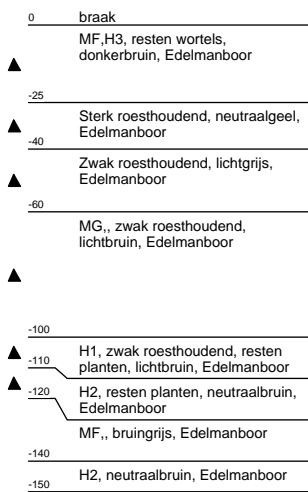 0 braak
MF,H3, resten wortels,
donkerbruin, Edelmanboor
-25
Sterk roesthoudend, neutraalgeel,
Edelmanboor
-40
Zwak roesthoudend, lichtgrijs,
Edelmanboor
-60
MG,, zwak roesthoudend,
lichtbruin, Edelmanboor
-100
H1, zwak roesthoudend, resten
planten, lichtbruin, Edelmanboor
-110
H2, resten planten, neutraalbruin,
Edelmanboor
-120
MF,, bruingrijs, Edelmanboor
-140
H2, neutraalbruin, Edelmanboor
-150